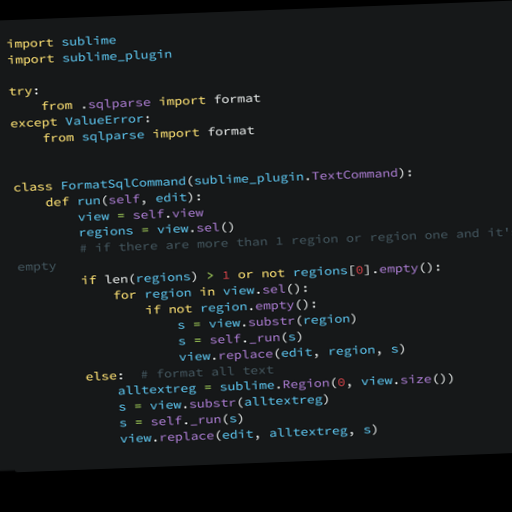 import sublime
import sublime_plugin
try:
    from .sqlparse import format
except ValueError:
    from sqlparse import format
class FormatSqlCommand(sublime_plugin.TextCommand):
    def run(self, edit):
        view = self.view
        regions = view.sel()
        # if there are more than 1 region or region one and it'
empty
        if len(regions) > 1 or not regions[0].empty():
            for region in view.sel():
                if not region.empty():
                    s = view.substr(region)
                    s = self._run(s)
                    view.replace(edit, region, s)
        else:  # format all text
            alltextreg = sublime.Region(0, view.size())
            s = view.substr(alltextreg)
            s = self._run(s)
            view.replace(edit, alltextreg, s)